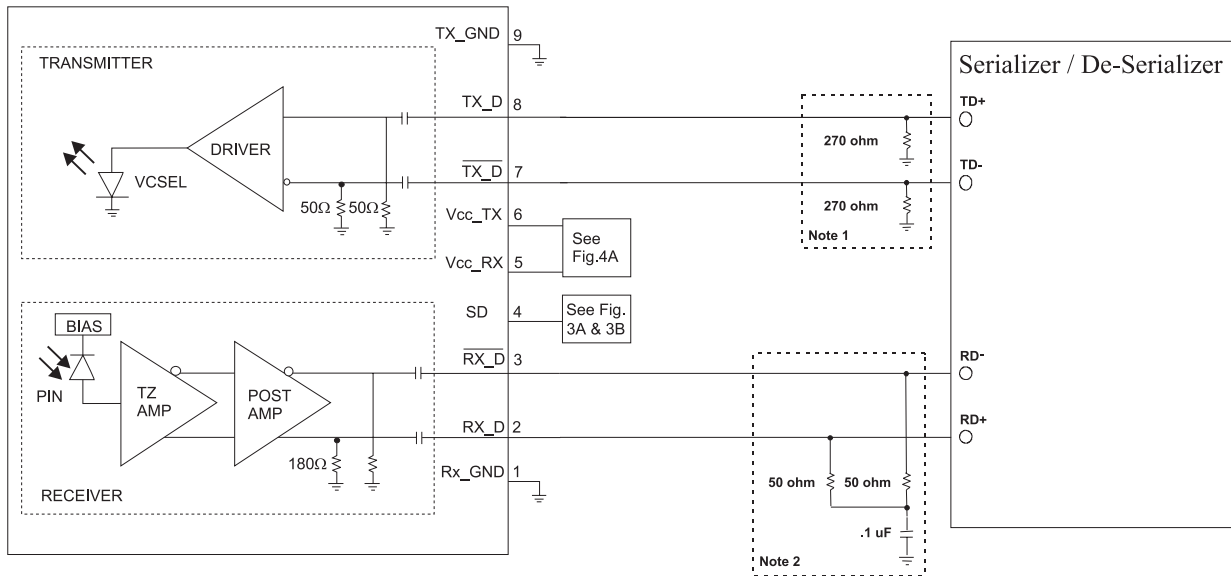 TX_GND 9
TRANSMITTER
Serializer / De-Serializer
TX_D 8
TD+
270 ohm
DRIVER
VCSEL
TX_D 7
TD-
50Ω 50Ω
270 ohm
Vcc_TX 6
Note 1
See
Fig.4A
Vcc_RX 5
SD 4
See Fig.
3A & 3B
BIAS
RX_D 3
RD-
PIN
TZ
AMP
POST
AMP
RX_D 2
RD+
180Ω
Rx_GND 1
50 ohm 50 ohm
RECEIVER
.1 uF
Note 2